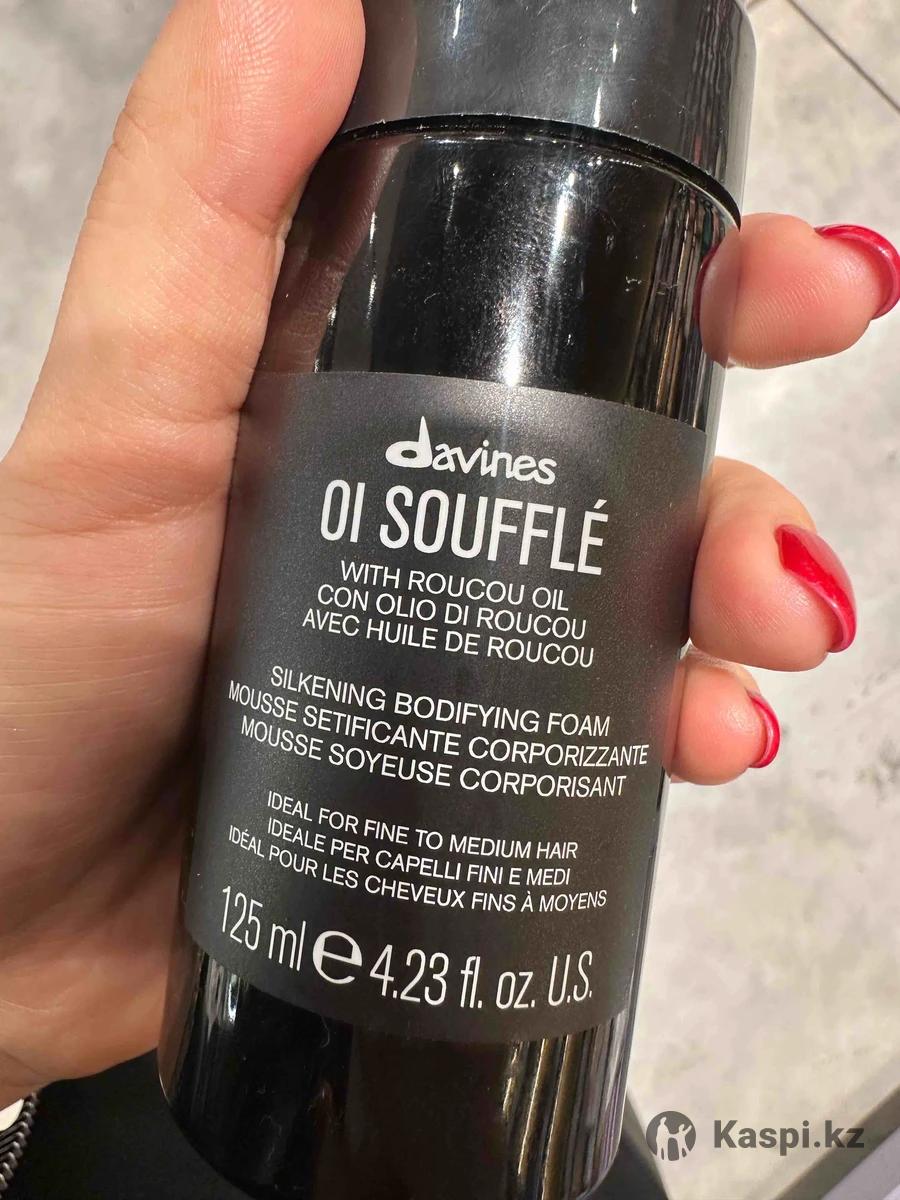 davines
OI SOUFFLÉ
WITH ROUCOU OIL
CON OLIO DI ROUCOU
AVEC HUILE DE ROUCOU
SILKENING BODIFYING FOAM
MOUSSE SETIFICANTE CORPORIZZANTE
MOUSSE SOYEUSE CORPORISANT
IDEAL FOR FINE TO MEDIUM HAIR
IDEALE PER CAPELLI FINI E MEDI
IDÉAL POUR LES CHEVEUX FINS À MOYENS
125 ml e 4.23 fl. oz. U.S.
Kaspi.kz